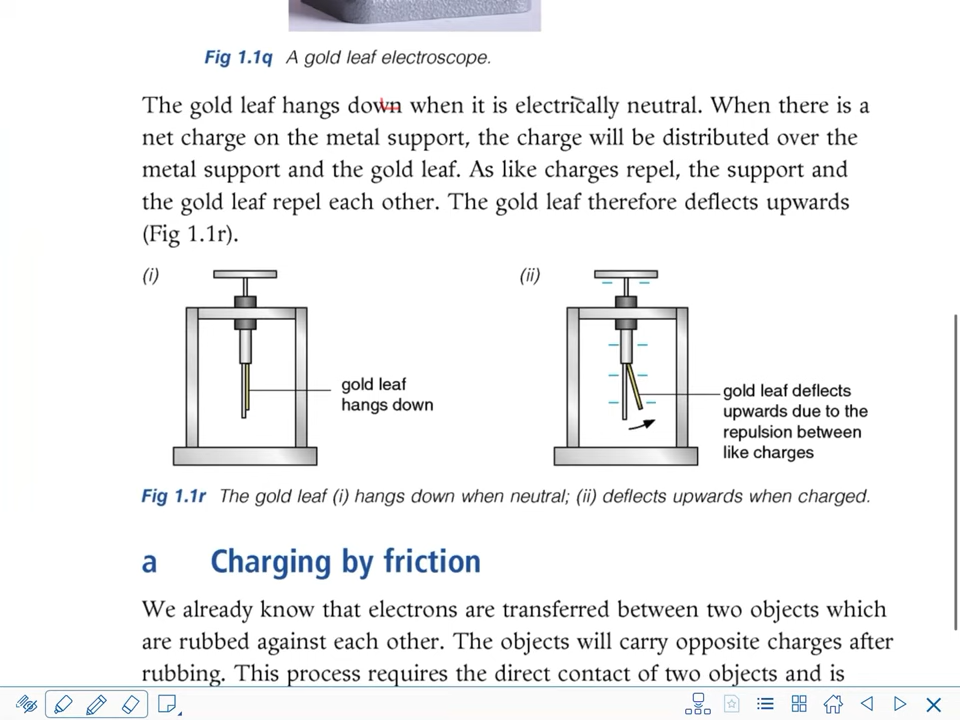 Fig 1.1q A gold leaf electroscope.
The gold leaf hangs down when it is electrically neutral. When there is a
net charge on the metal support, the charge will be distributed over the
metal support and the gold leaf. As like charges repel, the support and
the gold leaf repel each other. The gold leaf therefore deflects upwards
(Fig 1.1r).
(i)
gold leaf
hangs down
(ii)
gold leaf deflects
upwards due to the
repulsion between
like charges
Fig 1.1r The gold leaf (i) hangs down when neutral; (ii) deflects upwards when charged.
a Charging by friction
We already know that electrons are transferred between two objects which
are rubbed against each other. The objects will carry opposite charges after
rubbing. This process requires the direct contact of two objects and is